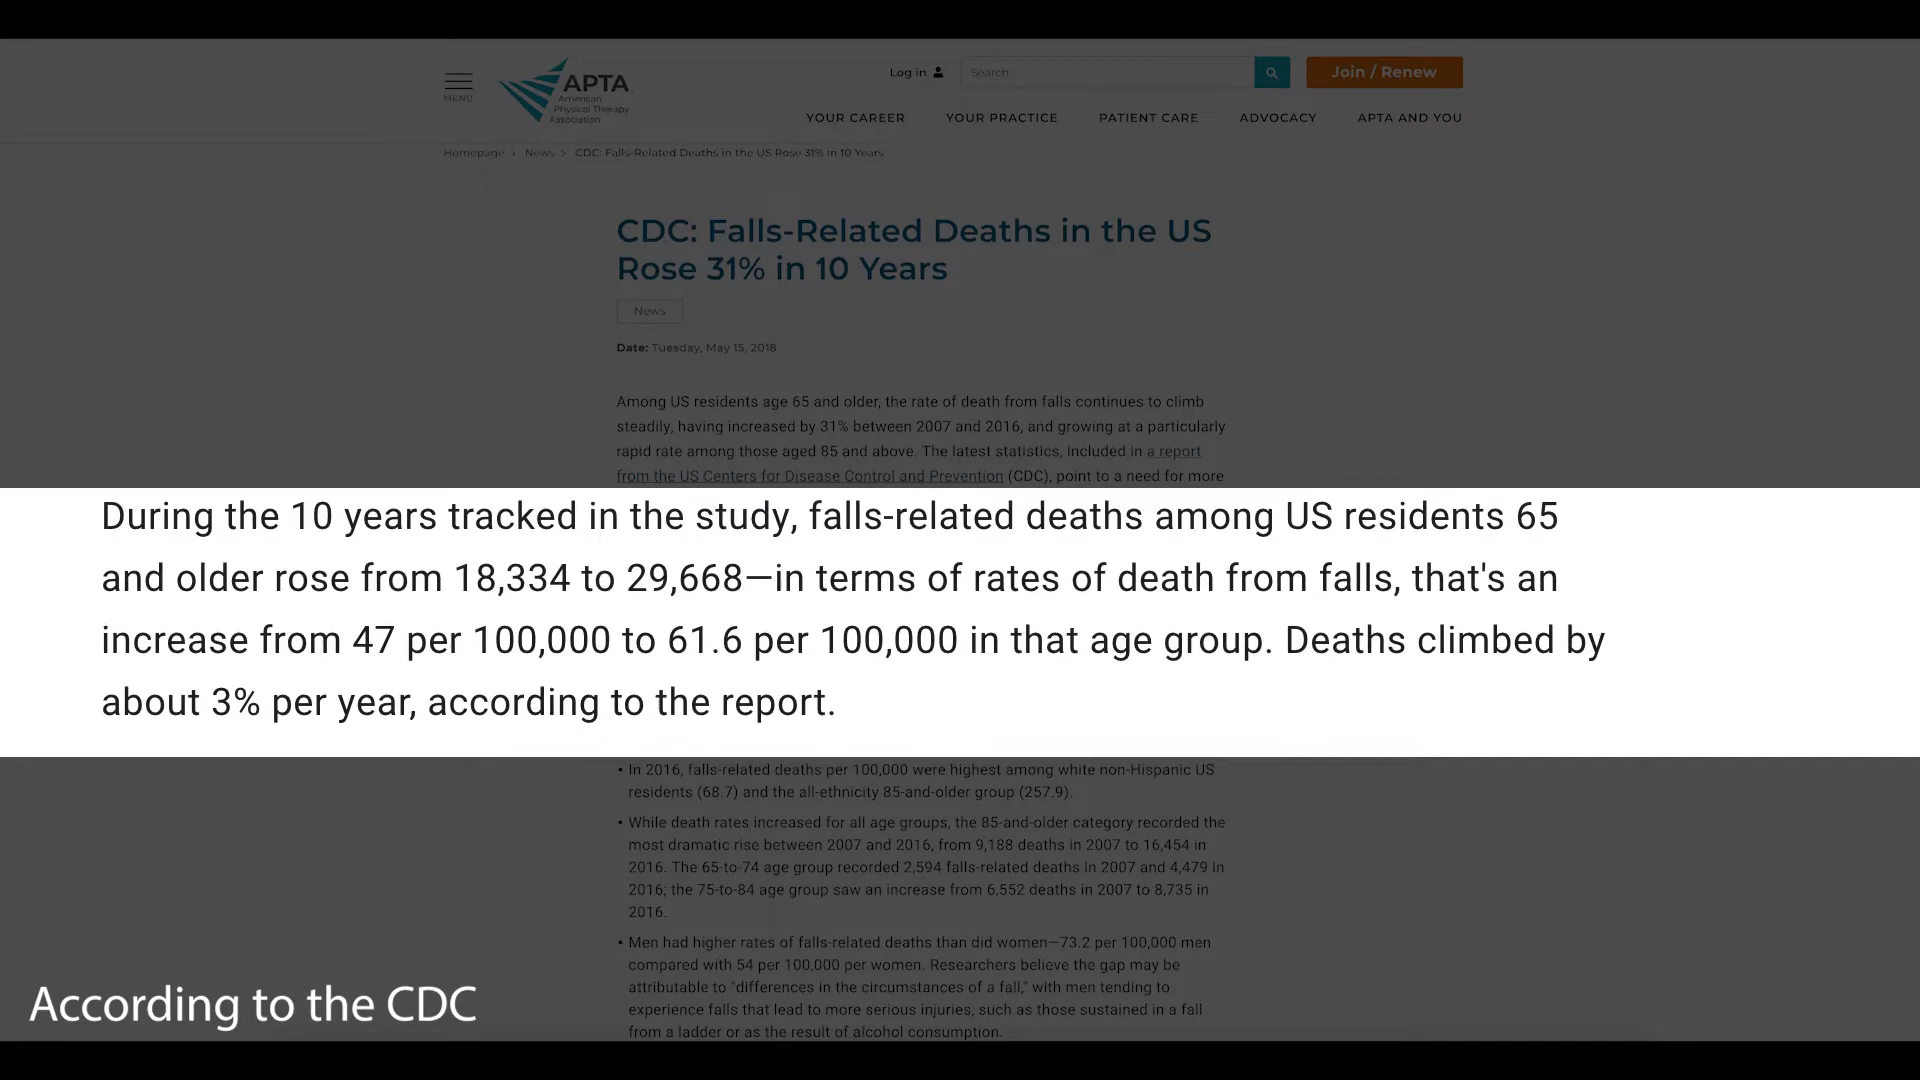 MENU
APTA
American
Physical Therapy
Association
Log in
Search
Join / Renew
YOUR CAREER
YOUR PRACTICE
PATIENT CARE
ADVOCACY
APTA AND YOU
Homepage > News > CDC: Falls-Related Deaths in the US Rose 31% in 10 Years
CDC: Falls-Related Deaths in the US
Rose 31% in 10 Years
News
Date: Tuesday, May 15, 2018
Among US residents age 65 and older, the rate of death from falls continues to climb
steadily, having increased by 31% between 2007 and 2016, and growing at a particularly
rapid rate among those aged 85 and above. The latest statistics, included in a report
from the US Centers for Disease Control and Prevention (CDC), point to a need for more
During the 10 years tracked in the study, falls-related deaths among US residents 65
and older rose from 18,334 to 29,668—in terms of rates of death from falls, that's an
increase from 47 per 100,000 to 61.6 per 100,000 in that age group. Deaths climbed by
about 3% per year, according to the report.
• In 2016, falls-related deaths per 100,000 were highest among white non-Hispanic US
residents (68.7) and the all-ethnicity 85-and-older group (257.9).
• While death rates increased for all age groups, the 85-and-older category recorded the
most dramatic rise between 2007 and 2016, from 9,188 deaths in 2007 to 16,454 in
2016. The 65-to-74 age group recorded 2,594 falls-related deaths in 2007 and 4,479 in
2016; the 75-to-84 age group saw an increase from 6,552 deaths in 2007 to 8,735 in
2016.
• Men had higher rates of falls-related deaths than did women—73.2 per 100,000 men
compared with 54 per 100,000 per women. Researchers believe the gap may be
attributable to "differences in the circumstances of a fall," with men tending to
experience falls that lead to more serious injuries, such as those sustained in a fall
from a ladder or as the result of alcohol consumption.
According to the CDC